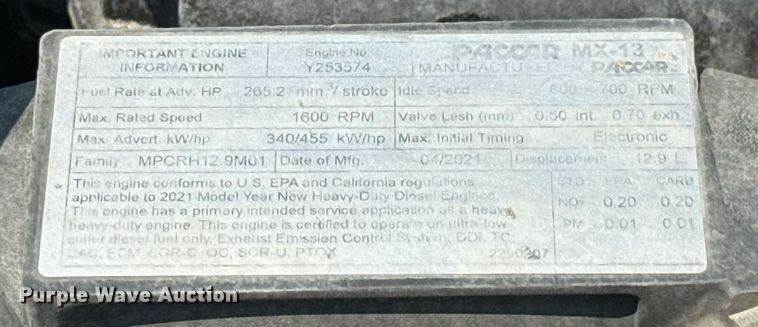 IMPORTANT ENGINE INFORMATION
Engine No
Y253574
PACCAR MX-13
MANUFACTURED BY PACCAR
Fuel Rate at Adv. HP 265.2 mm³/ stroke Idle Speed 600 - 700 RPM
Max. Rated Speed 1600 RPM Valve Lash (mm) 0.50 int. 0.70 exh.
Max. Advert. kW/hp 340/455 kW/hp Max. Initial Timing Electronic
Family MPCRH12.9M01 Date of Mfg. 04/2021 Displacement 12.9 L
This engine conforms to U.S. EPA and California regulations STD EPA CARB
applicable to 2021 Model Year New Heavy-Duty Diesel Engines. NOx 0.20 0.20
This engine has a primary intended service application as a heavy
heavy-duty engine. This engine is certified to operate on ultra-low PM 0.01 0.01
sulfur diesel fuel only. Exhaust Emission Control System, DDI, TC,
CAC, ECM, EGR-C, OC, SCR-U, PTOX
Purple Wave Auction